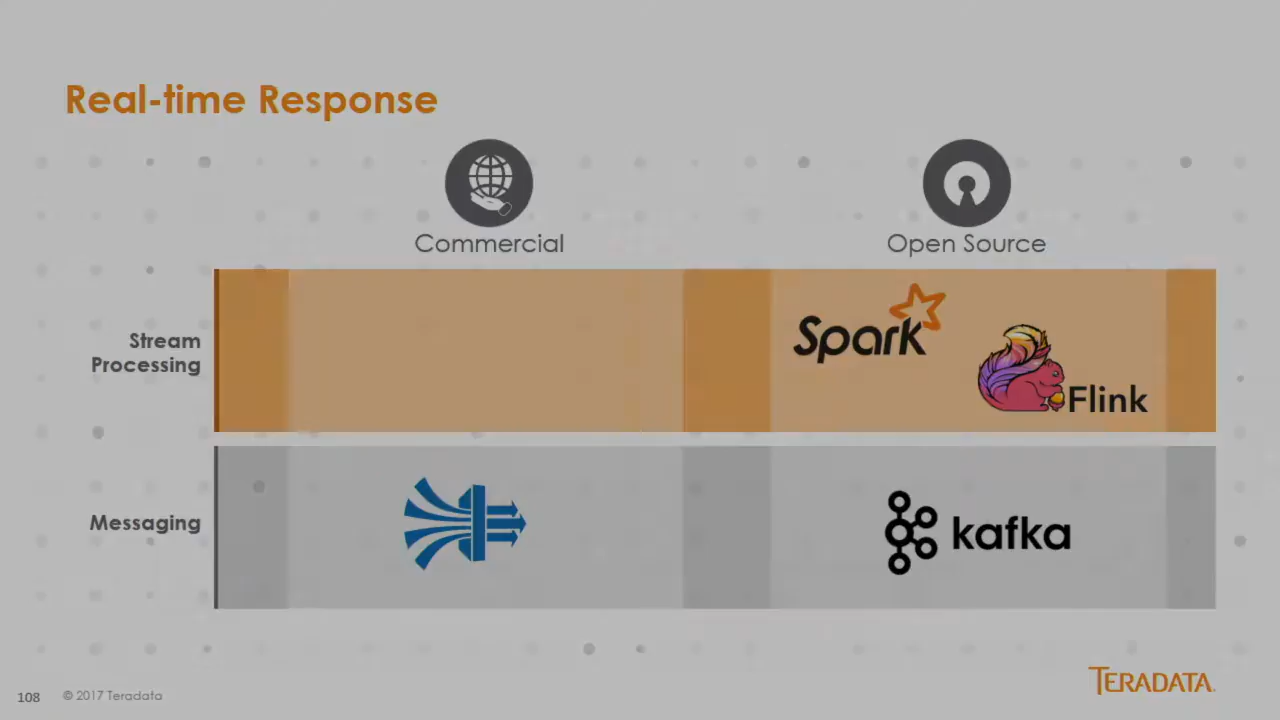 Real-time Response
Commercial
Open Source
Stream
Processing
Spark
Flink
Messaging
kafka
108
© 2017 Teradata
TERADATA.